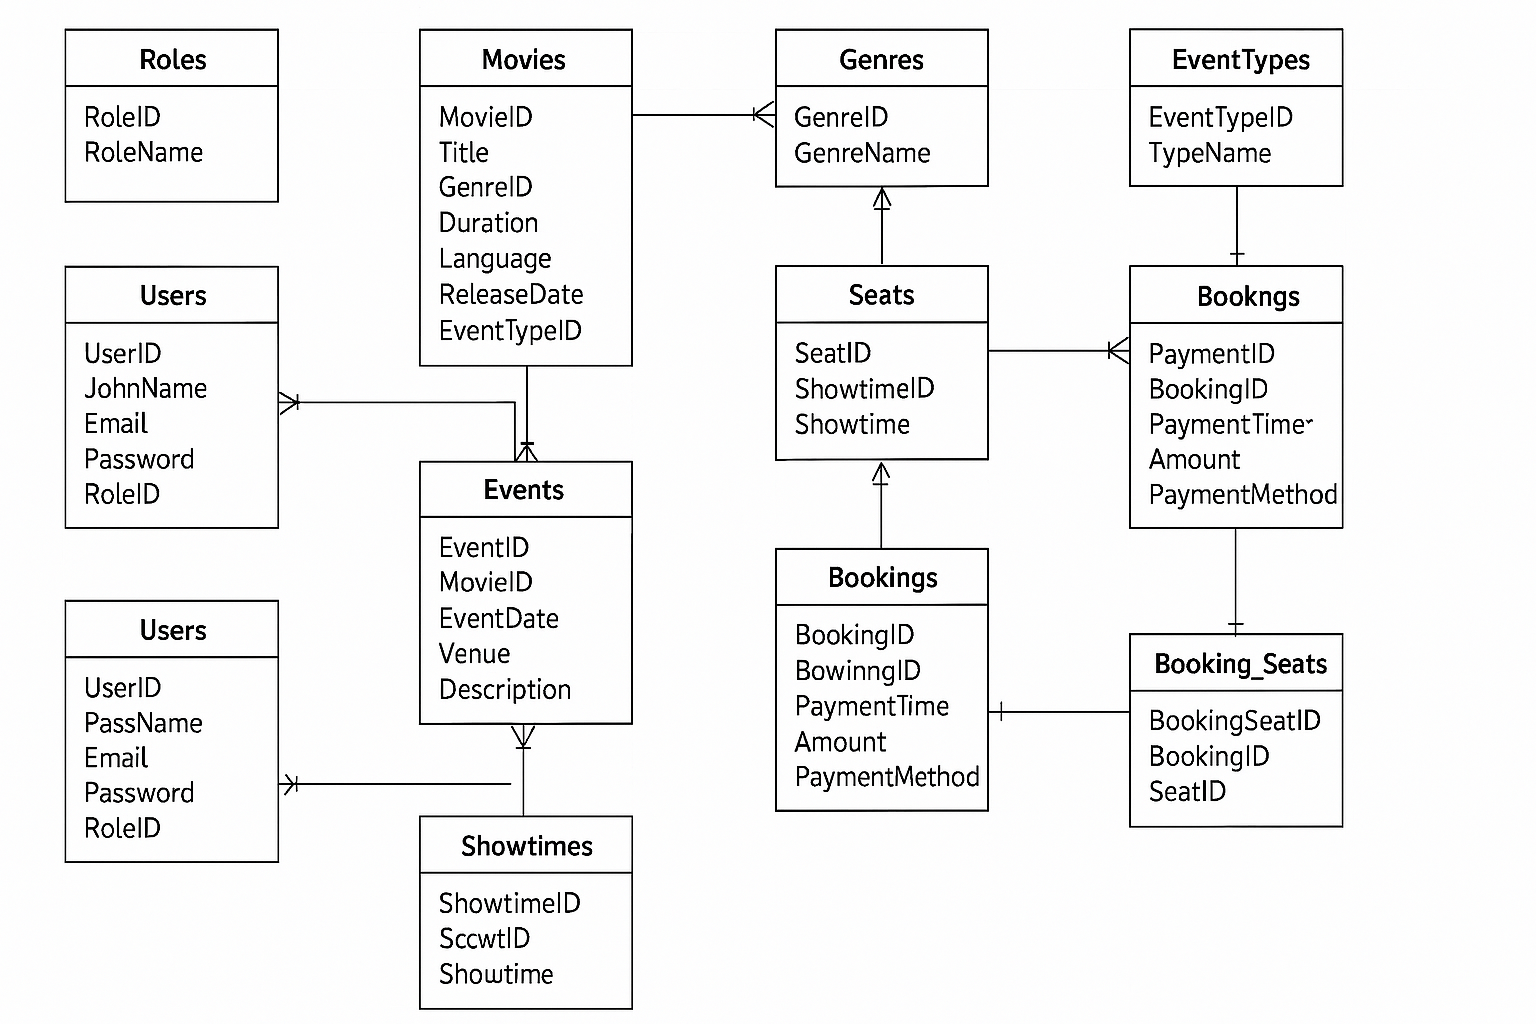 Roles
RoleID
RoleName
Movies
MovieID
Title
GenreID
Duration
Language
ReleaseDate
EventTypeID
Genres
GenreID
GenreName
EventTypes
EventTypeID
TypeName
Users
UserID
JohnName
Email
Password
RoleID
Seats
SeatID
ShowtimeID
Showtime
Bookngs
PaymentID
BookingID
PaymentTime
Amount
PaymentMethod
Events
EventID
MovieID
EventDate
Venue
Description
Users
UserID
PassName
Email
Password
RoleID
Bookings
BookingID
BowinngID
PaymentTime
Amount
PaymentMethod
Booking_Seats
BookingSeatID
BookingID
SeatID
Showtimes
ShowtimeID
SccwtID
Showtime